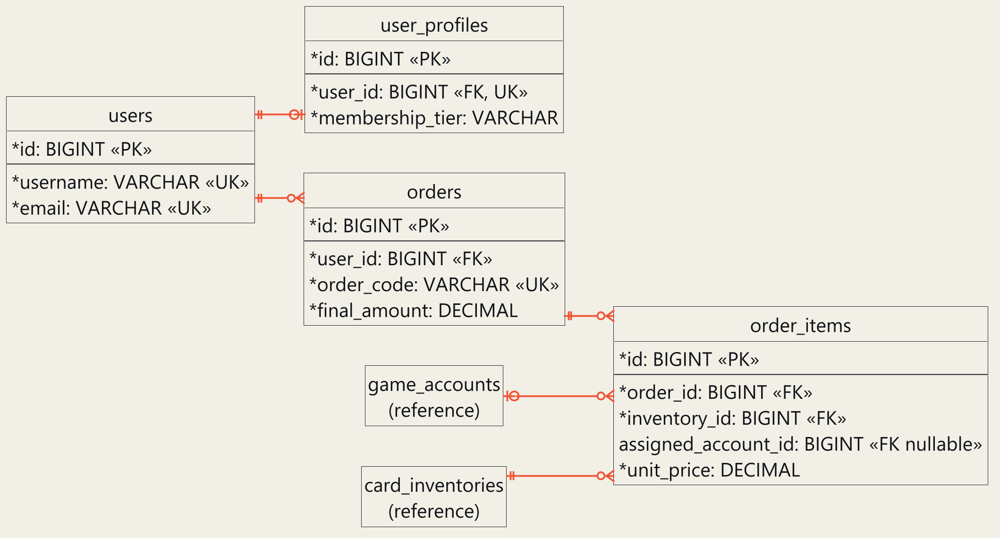 user_profiles
*id: BIGINT «PK»
*user_id: BIGINT «FK, UK»
*membership_tier: VARCHAR
users
*id: BIGINT «PK»
*username: VARCHAR «UK»
*email: VARCHAR «UK»
orders
*id: BIGINT «PK»
*user_id: BIGINT «FK»
*order_code: VARCHAR «UK»
*final_amount: DECIMAL
order_items
*id: BIGINT «PK»
*order_id: BIGINT «FK»
*inventory_id: BIGINT «FK»
assigned_account_id: BIGINT «FK nullable»
*unit_price: DECIMAL
game_accounts
(reference)
card_inventories
(reference)